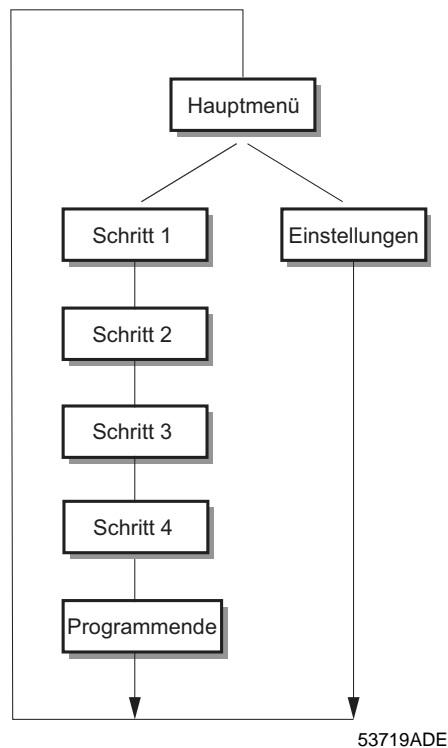 Hauptmenü
Schritt 1
Einstellungen
Schritt 2
Schritt 3
Schritt 4
Programmende
53719ADE